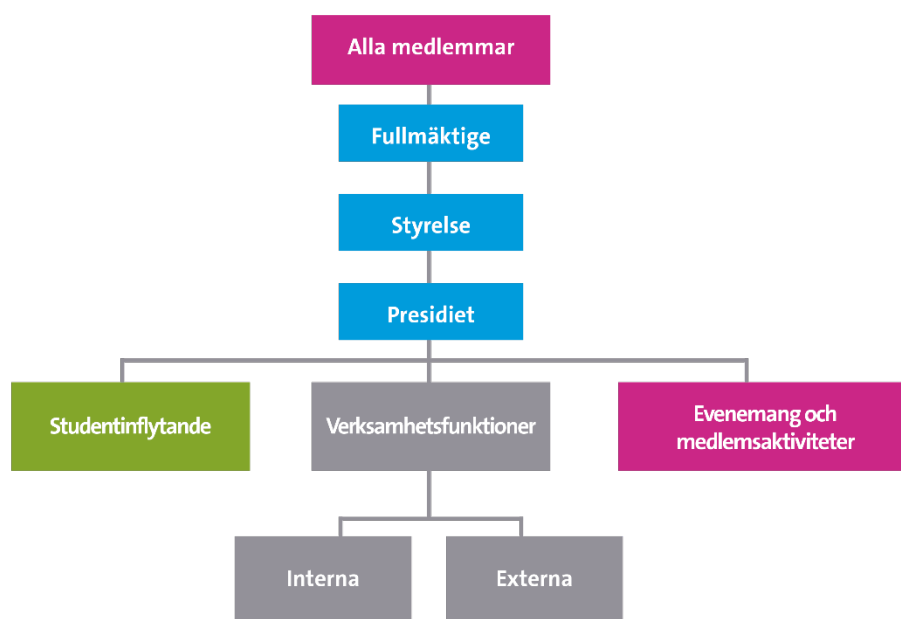 Alla medlemmar
Fullmäktige
Styrelse
Presidiet
Studentinflytande
Verksamhetsfunktioner
Evenemang och
medlemsaktiviteter
Interna
Externa